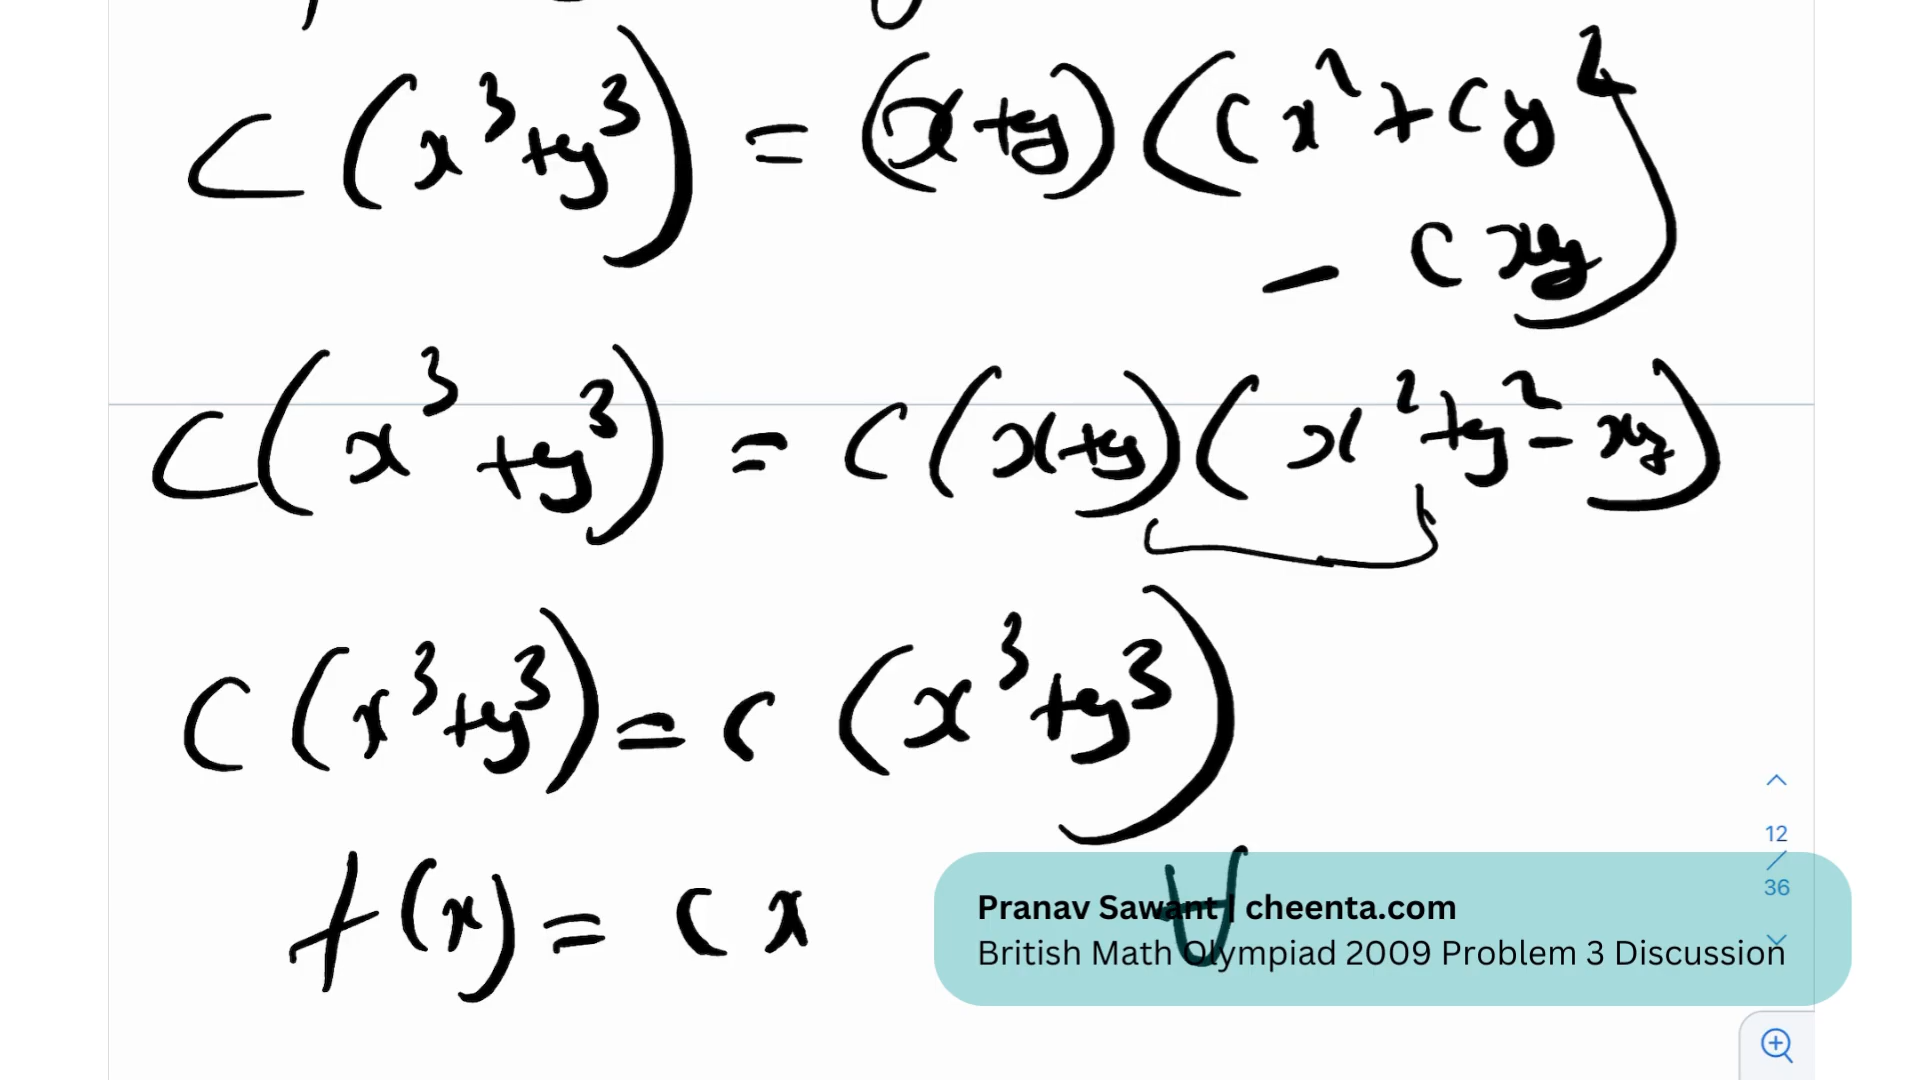 C(x³+y³) = (x+y)(Cx²+Cy²
- Cxy)
C(x³+y³) = C(x+y)(x²+y²-xy)
C(x³+y³) = C(x³+y³)
f(x) = Cx ∀
12
/
36
Pranav Sawant | cheenta.com
British Math Olympiad 2009 Problem 3 Discussion